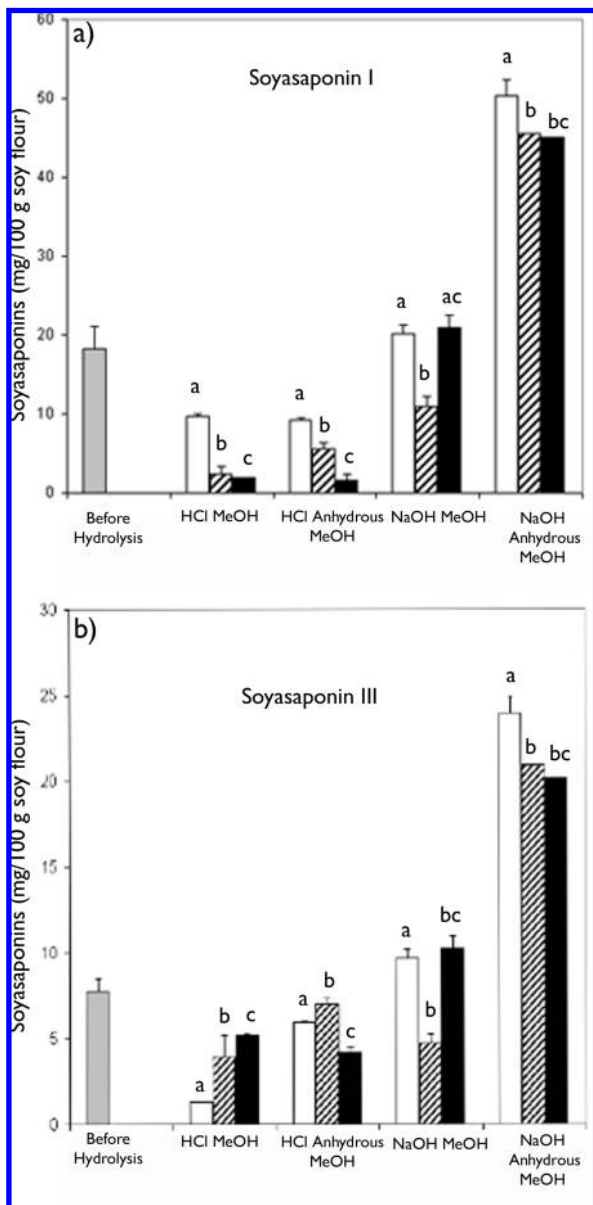 a)
Soyasaponin I
Soyasaponins (mg/100 g soy flour)
60
50
40
30
20
10
0
a
b
c
a
b
c
a
b
ac
a
b
bc
Before
Hydrolysis
HCl MeOH
HCl Anhydrous
MeOH
NaOH MeOH
NaOH
Anhydrous
MeOH
b)
Soyasaponin III
Soyasaponins (mg/100 g soy flour)
30
25
20
15
10
5
0
a
b
c
a
b
c
a
b
bc
a
b
bc
Before
Hydrolysis
HCl MeOH
HCl Anhydrous
MeOH
NaOH MeOH
NaOH
Anhydrous
MeOH